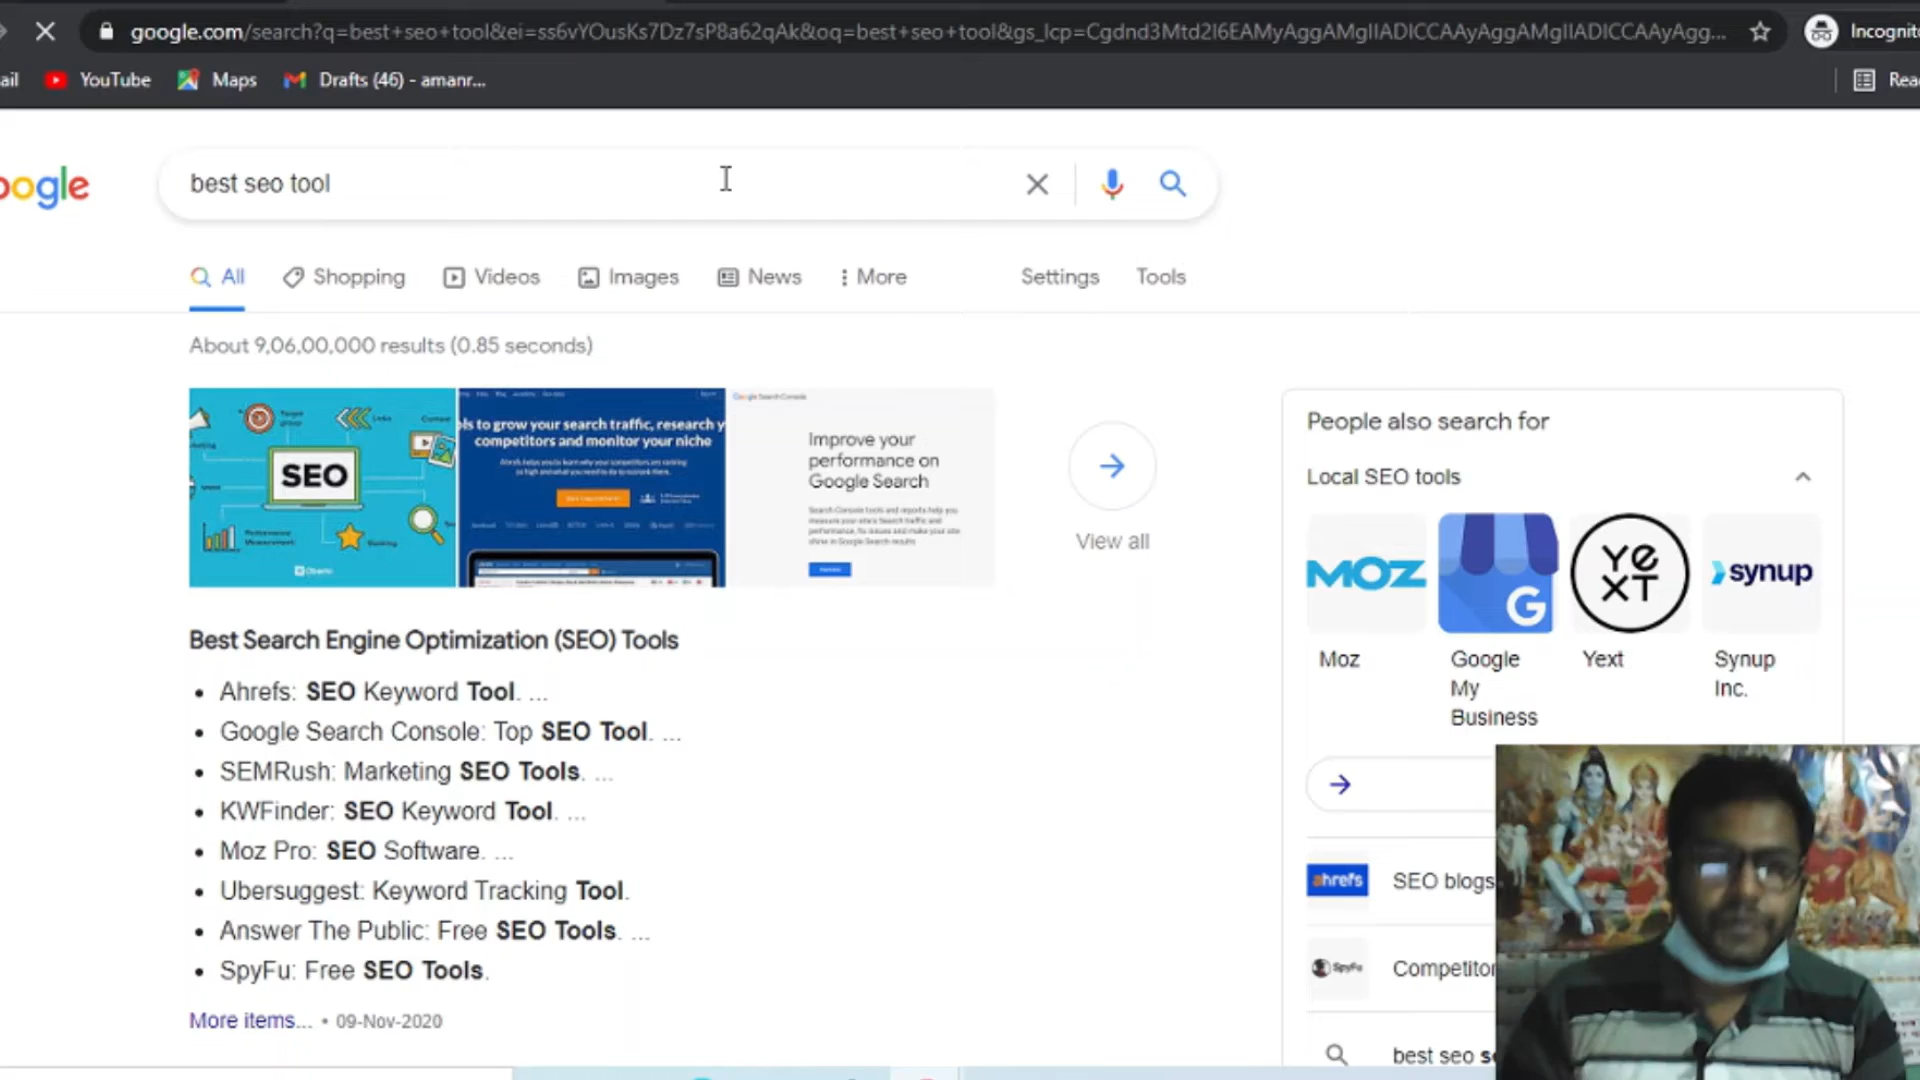 google.com/search?q=best+seo+tool&ei=ss6vYOusKs7Dz7sP8a62qAk&oq=best+seo+tool&gs_lcp=Cgdnd3Mtd2l6EAMyAggAMgIIADICCAAyAggAMgIIADICCAAyAgg...
Incognito
ail YouTube Maps Drafts (46) - amanr...
Rea
oogle
best seo tool
All Shopping Videos Images News More Settings Tools
About 9,06,00,000 results (0.85 seconds)
SEO
ls to grow your search traffic, research y
competitors and monitor your niche
Google Search Console
Improve your
performance on
Google Search
View all
Best Search Engine Optimization (SEO) Tools
• Ahrefs: SEO Keyword Tool. ...
• Google Search Console: Top SEO Tool. ...
• SEMRush: Marketing SEO Tools. ...
• KWFinder: SEO Keyword Tool. ...
• Moz Pro: SEO Software. ...
• Ubersuggest: Keyword Tracking Tool.
• Answer The Public: Free SEO Tools. ...
• SpyFu: Free SEO Tools.
More items... • 09-Nov-2020
People also search for
Local SEO tools
MOZ
G
YEXT
synup
Moz
Google
My
Business
Yext
Synup
Inc.
ahrefs
SEO blogs
SpyFu
Competitor
best seo s